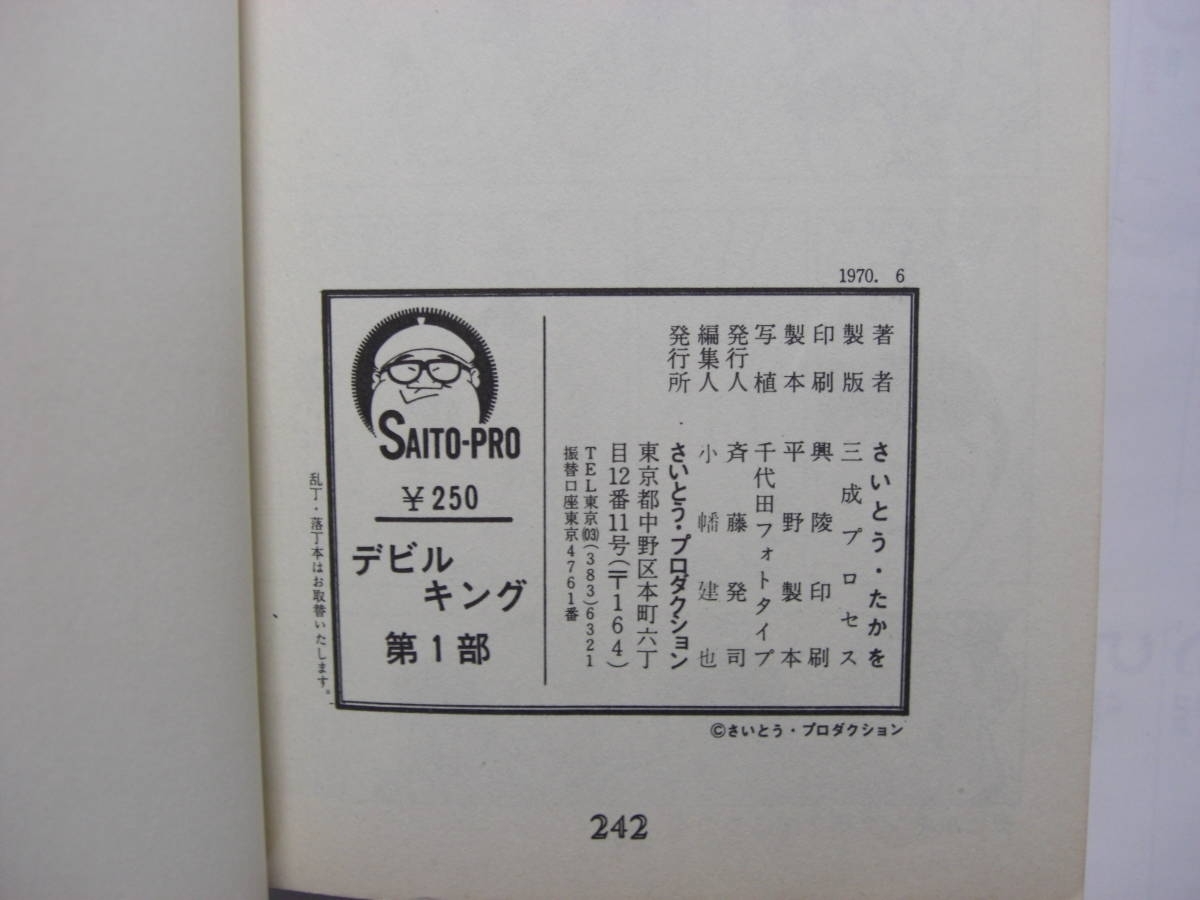 1970. 6
著者 さいとう・たかを
製版 三成プロセス
印刷 興陵印刷
製本 平野製本
写植 千代田フォトタイプ
発行人 斉藤発司
編集人 小幡建也
発行所 さいとう・プロダクション
東京都中野区本町六丁
目12番11号(〒164)
TEL東京(03)(383)6321
振替口座東京4761番
SAITO-PRO
¥250
デビル
キング
第1部
乱丁・落丁本はお取替いたします。
©さいとう・プロダクション
242